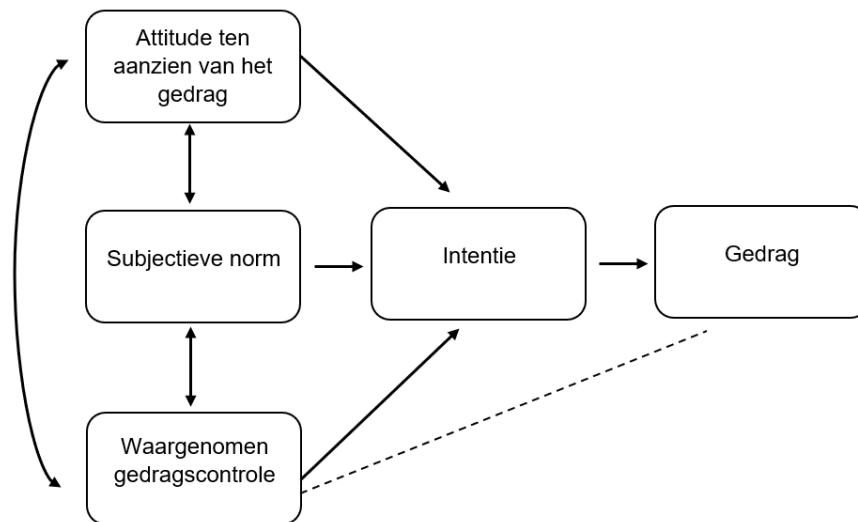 Attitude ten
aanzien van het
gedrag
Subjectieve norm
Intentie
Gedrag
Waargenomen
gedragscontrole